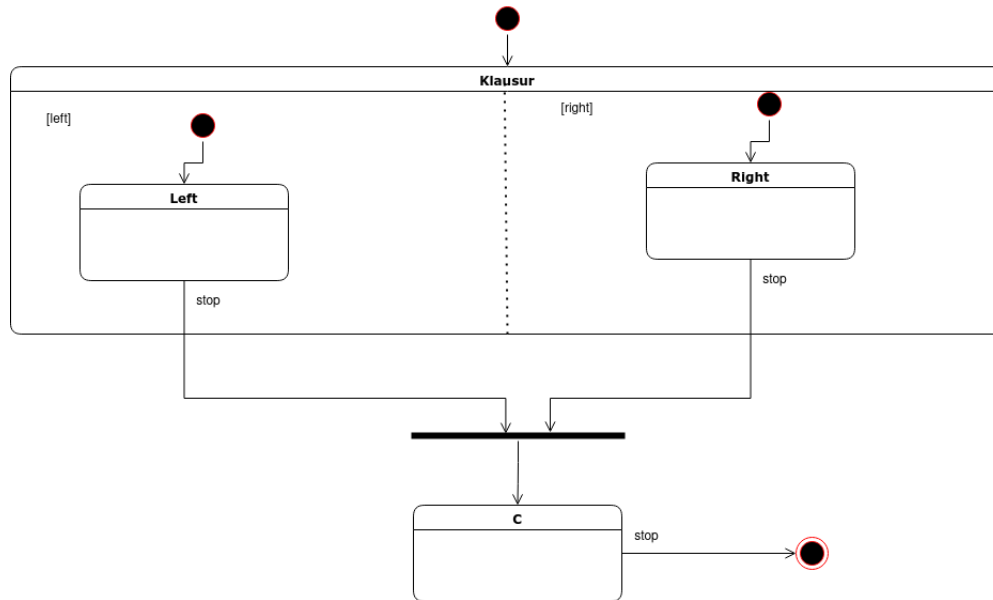 Klausur
[left]
[right]
Left
Right
stop
stop
C
stop